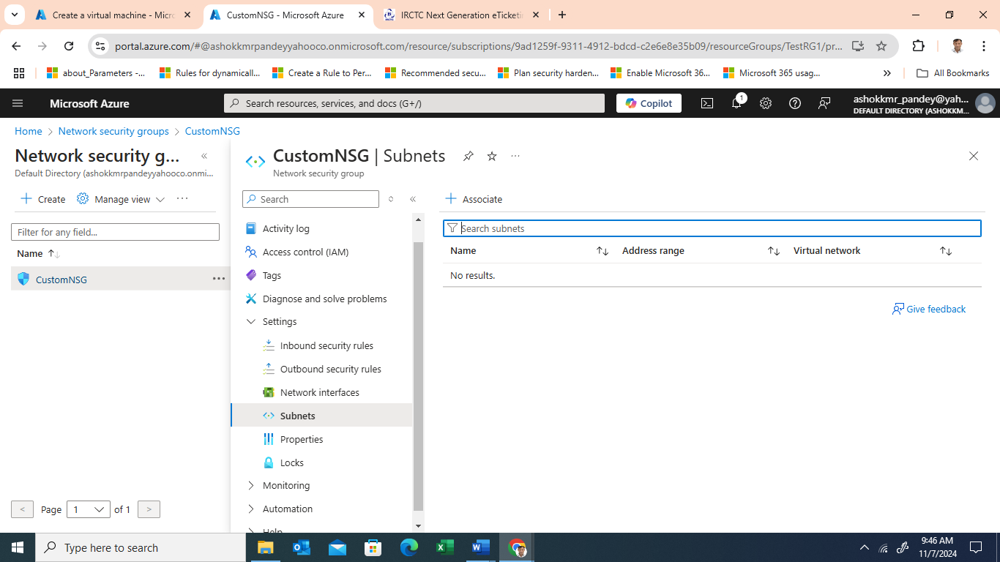 Create a virtual machine - Micro
CustomNSG - Microsoft Azure
IRCTC Next Generation eTicketin
portal.azure.com/#@ashokkmrpandeyyahooco.onmicrosoft.com/resource/subscriptions/9ad1259f-9311-4912-bdcd-c2e6e8e35b09/resourceGroups/TestRG1/pr...
about_Parameters -...
Rules for dynamicall...
Create a Rule to Per...
Recommended secu...
Plan security harden...
Enable Microsoft 36...
Microsoft 365 usag...
All Bookmarks
Microsoft Azure
Search resources, services, and docs (G+/)
Copilot
1
ashokkmr_pandey@yah...
DEFAULT DIRECTORY (ASHOKKM...
Home > Network security groups > CustomNSG
Network security g...
Default Directory (ashokkmrpandeyyahooco.onmi...
Create
Manage view
Filter for any field...
Name
CustomNSG
Page 1 of 1
CustomNSG | Subnets
Network security group
Search
Activity log
Access control (IAM)
Tags
Diagnose and solve problems
Settings
Inbound security rules
Outbound security rules
Network interfaces
Subnets
Properties
Locks
Monitoring
Automation
Help
Associate
Search subnets
Name Address range Virtual network
No results.
Give feedback
Type here to search
9:46 AM
11/7/2024